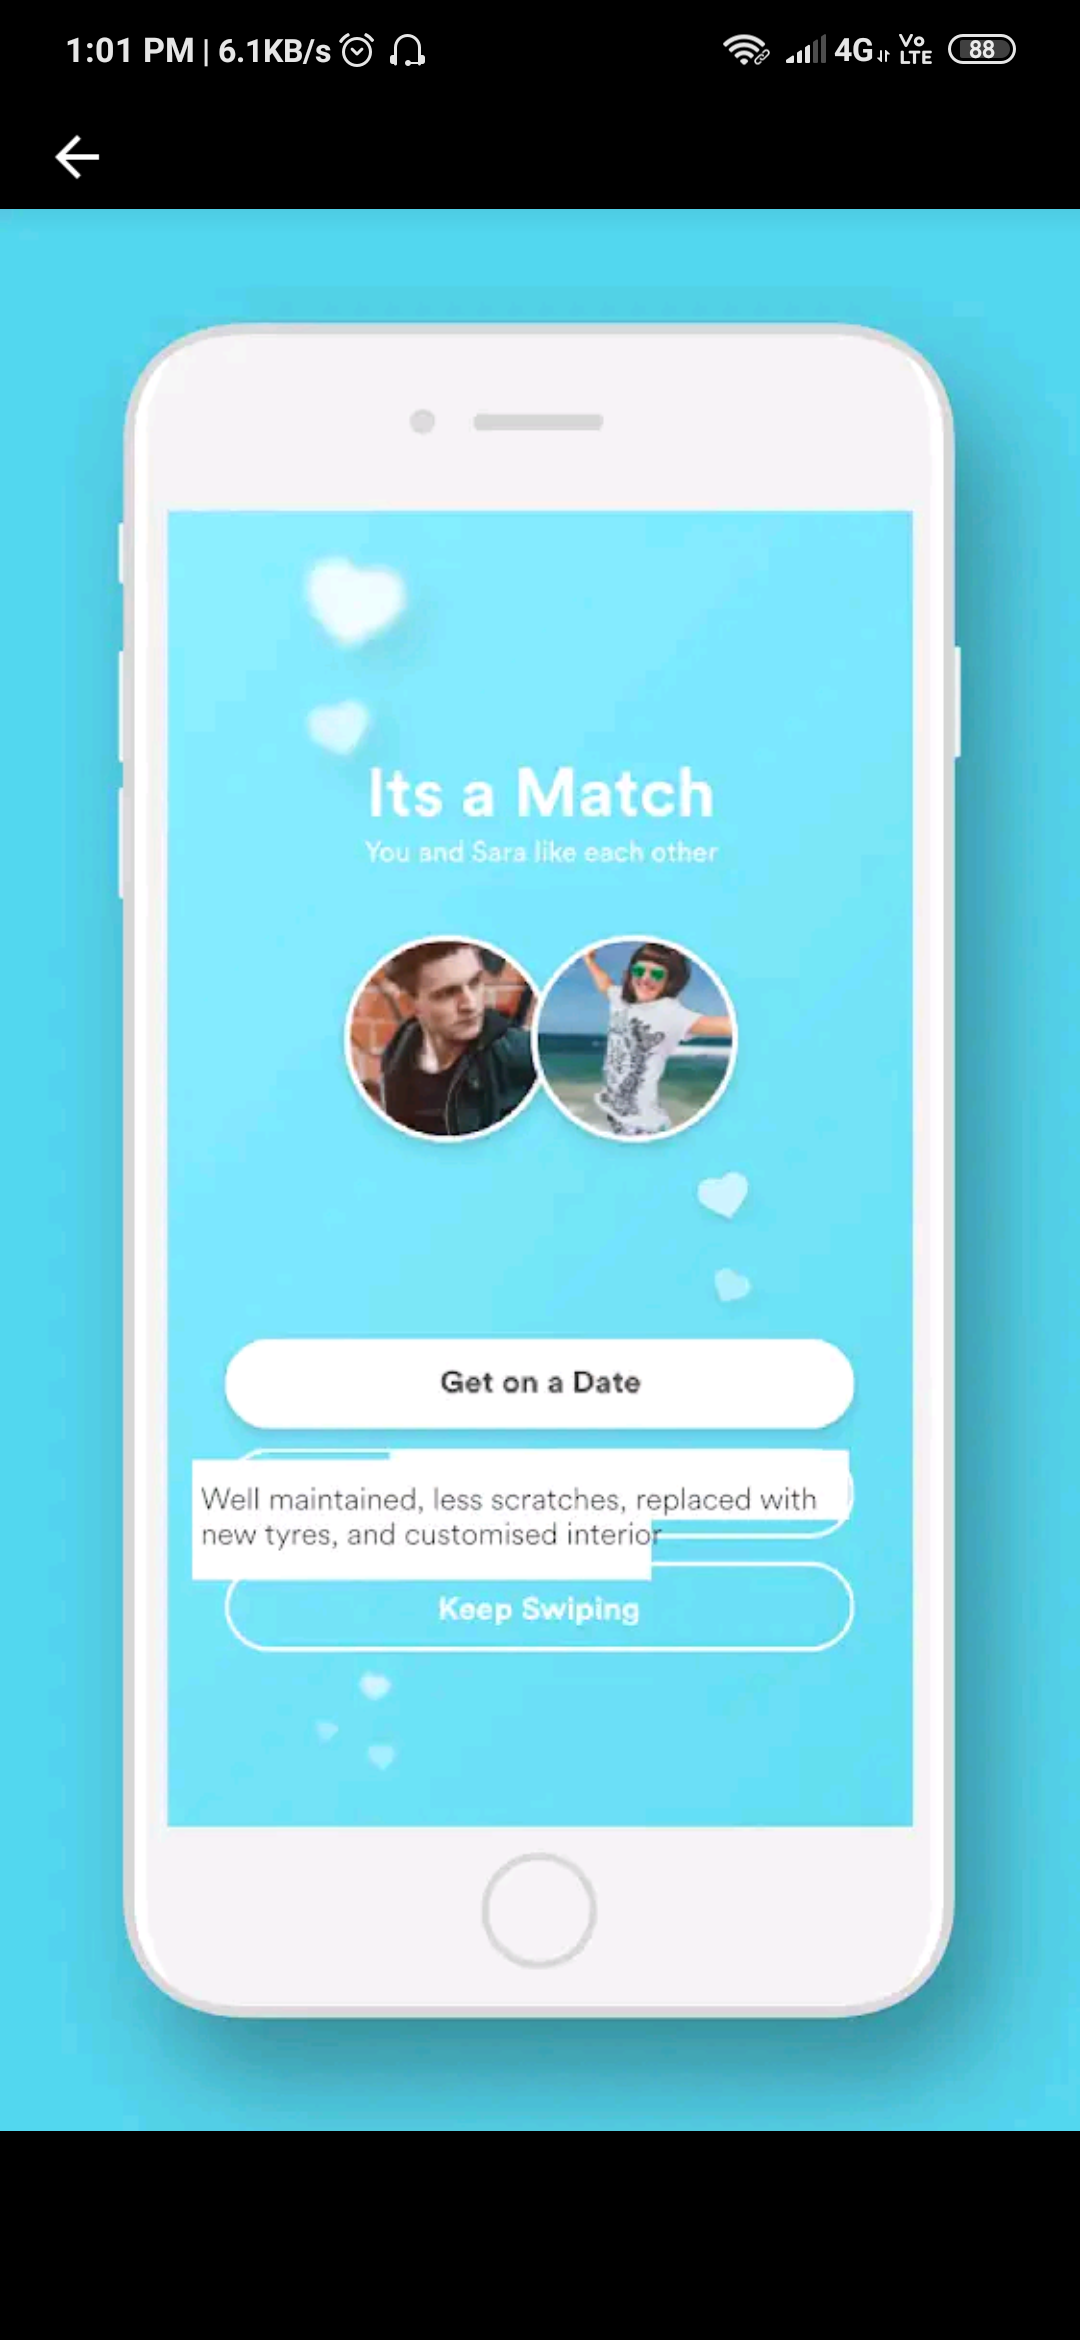 1:01 PM | 6.1KB/s 4G Vo LTE 88
Its a Match
You and Sara like each other
Get on a Date
Well maintained, less scratches, replaced with
new tyres, and customised interior
Keep Swiping